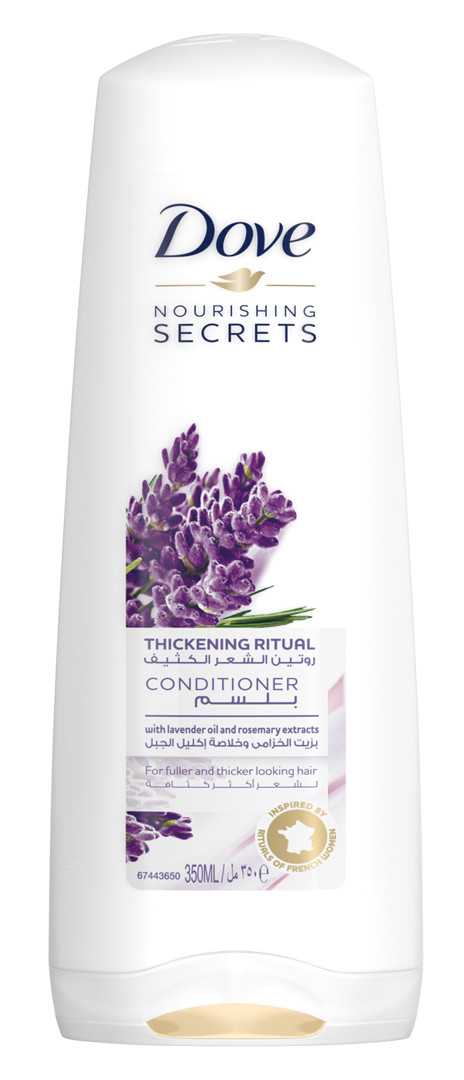 Dove
NOURISHING
SECRETS
THICKENING RITUAL
روتين الشعر الكثيف
CONDITIONER
بلسم
with lavender oil and rosemary extracts
بزيت الخزامى وخلاصة إكليل الجبل
For fuller and thicker looking hair
لشعر أكثر كثافة
INSPIRED BY
RITUALS OF FRENCH WOMEN
67443650 350ML / ٣٥٠ مل ℮